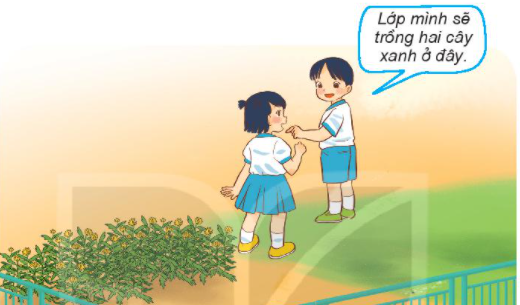 Lớp mình sẽ
trồng hai cây
xanh ở đây.